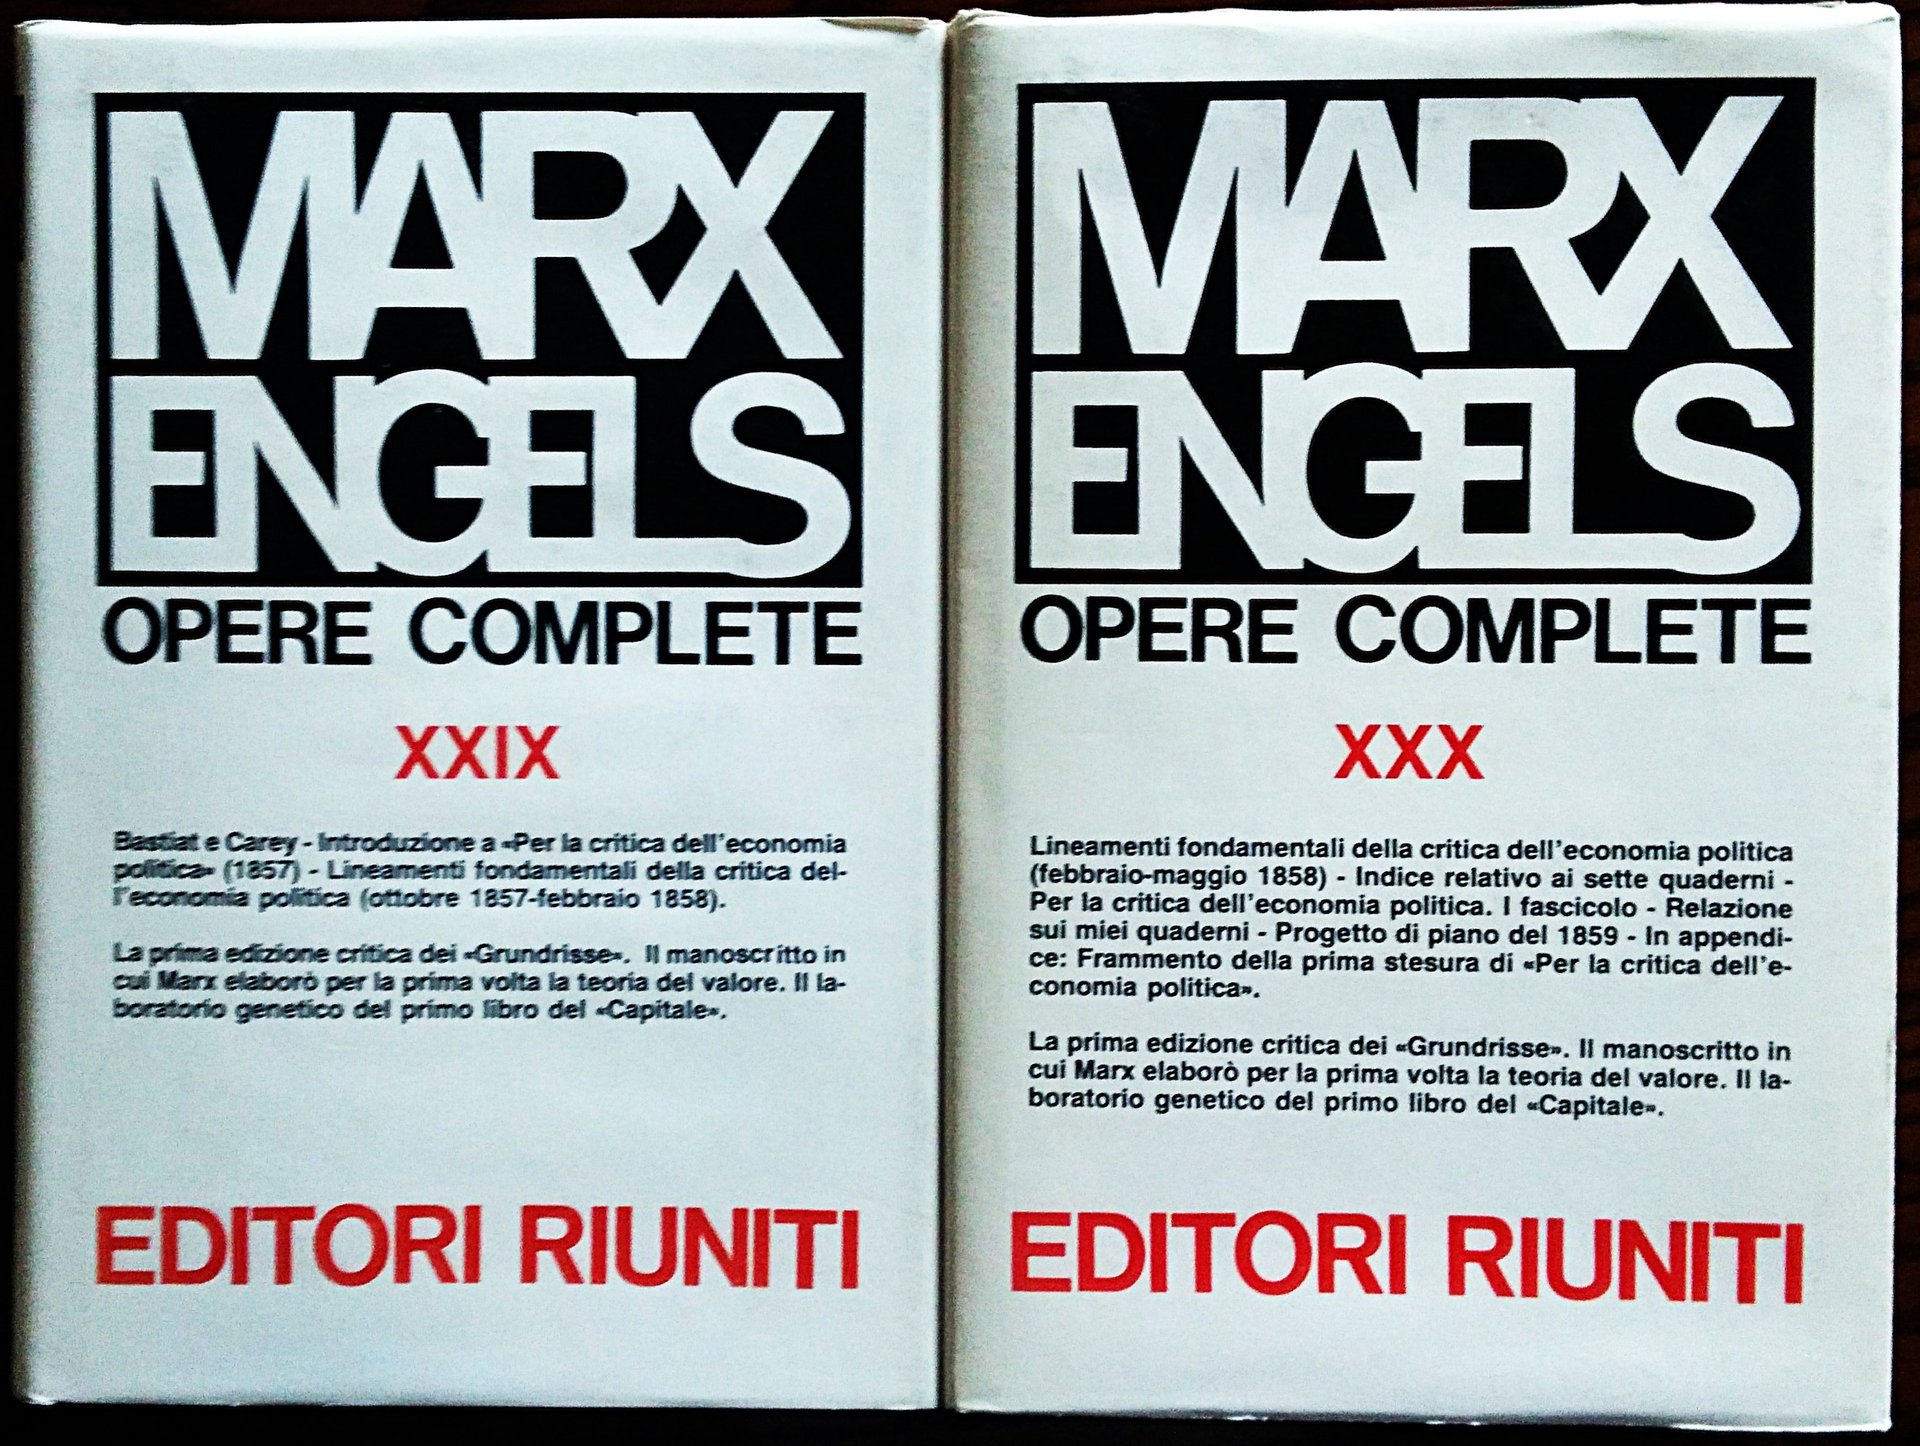 MARX
ENGELS
OPERE COMPLETE
XXIX
Bastiat e Carey - Introduzione a «Per la critica dell'economia
politica» (1857) - Lineamenti fondamentali della critica del-
l'economia politica (ottobre 1857-febbraio 1858).
La prima edizione critica dei «Grundrisse». Il manoscritto in
cui Marx elaborò per la prima volta la teoria del valore. Il la-
boratorio genetico del primo libro del «Capitale».
EDITORI RIUNITI
MARX
ENGELS
OPERE COMPLETE
XXX
Lineamenti fondamentali della critica dell'economia politica
(febbraio-maggio 1858) - Indice relativo ai sette quaderni -
Per la critica dell'economia politica. I fascicolo - Relazione
sui miei quaderni - Progetto di piano del 1859 - In appendi-
ce: Frammento della prima stesura di «Per la critica dell'e-
conomia politica».
La prima edizione critica dei «Grundrisse». Il manoscritto in
cui Marx elaborò per la prima volta la teoria del valore. Il la-
boratorio genetico del primo libro del «Capitale».
EDITORI RIUNITI